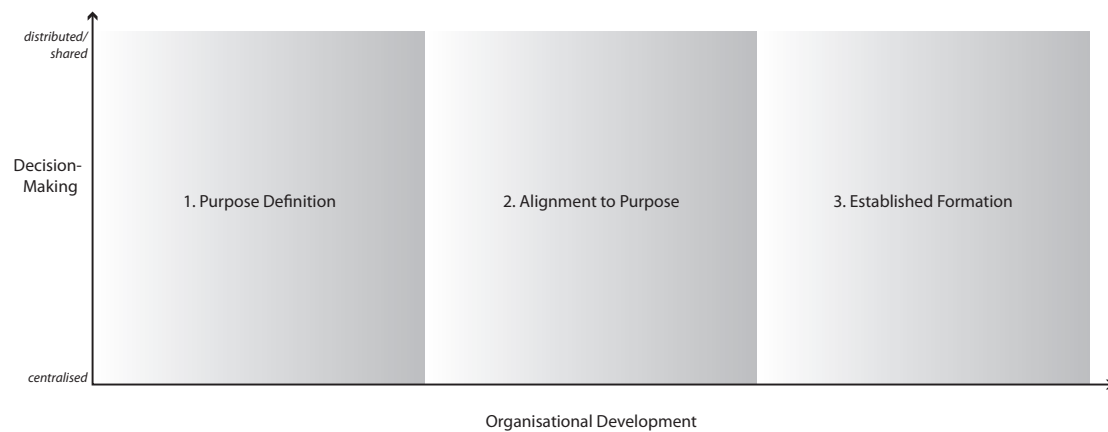 distributed/
shared
Decision-
Making
1. Purpose Definition
2. Alignment to Purpose
3. Established Formation
centralised
Organisational Development